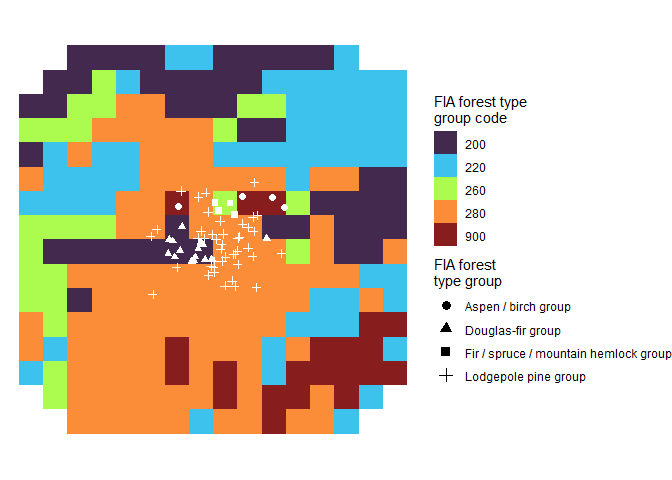 FIA forest type
group code
200
220
260
280
900
FIA forest
type group
Aspen / birch group
Douglas-fir group
Fir / spruce / mountain hemlock group
Lodgepole pine group